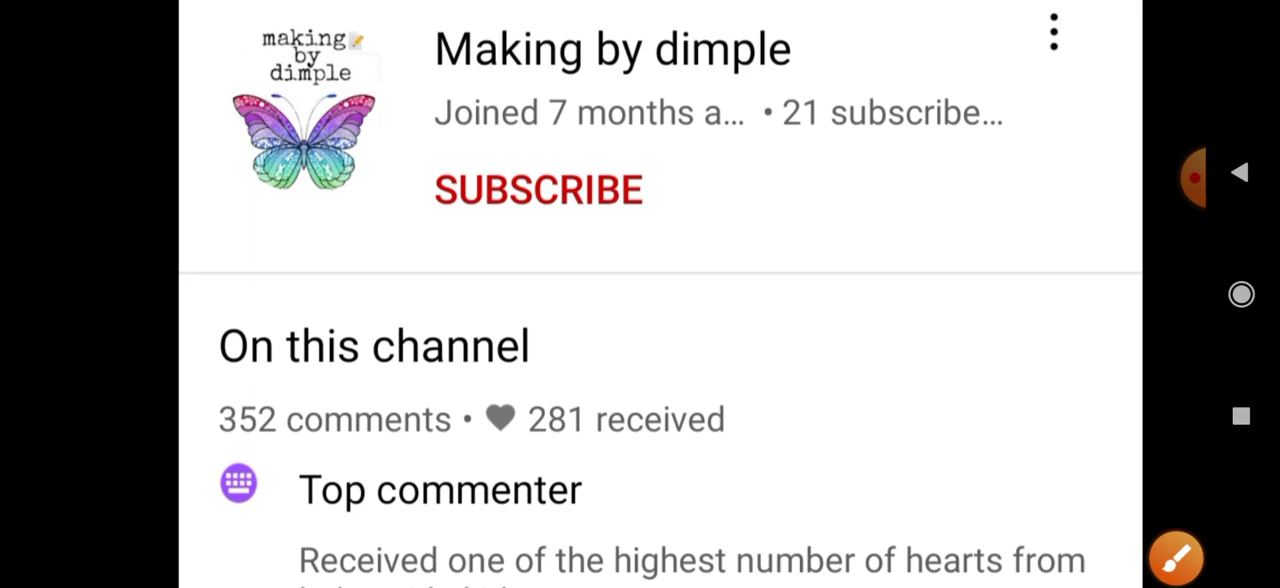 making
by
dimple
Making by dimple
Joined 7 months a... • 21 subscribe...
SUBSCRIBE
On this channel
352 comments • 281 received
Top commenter
Received one of the highest number of hearts from